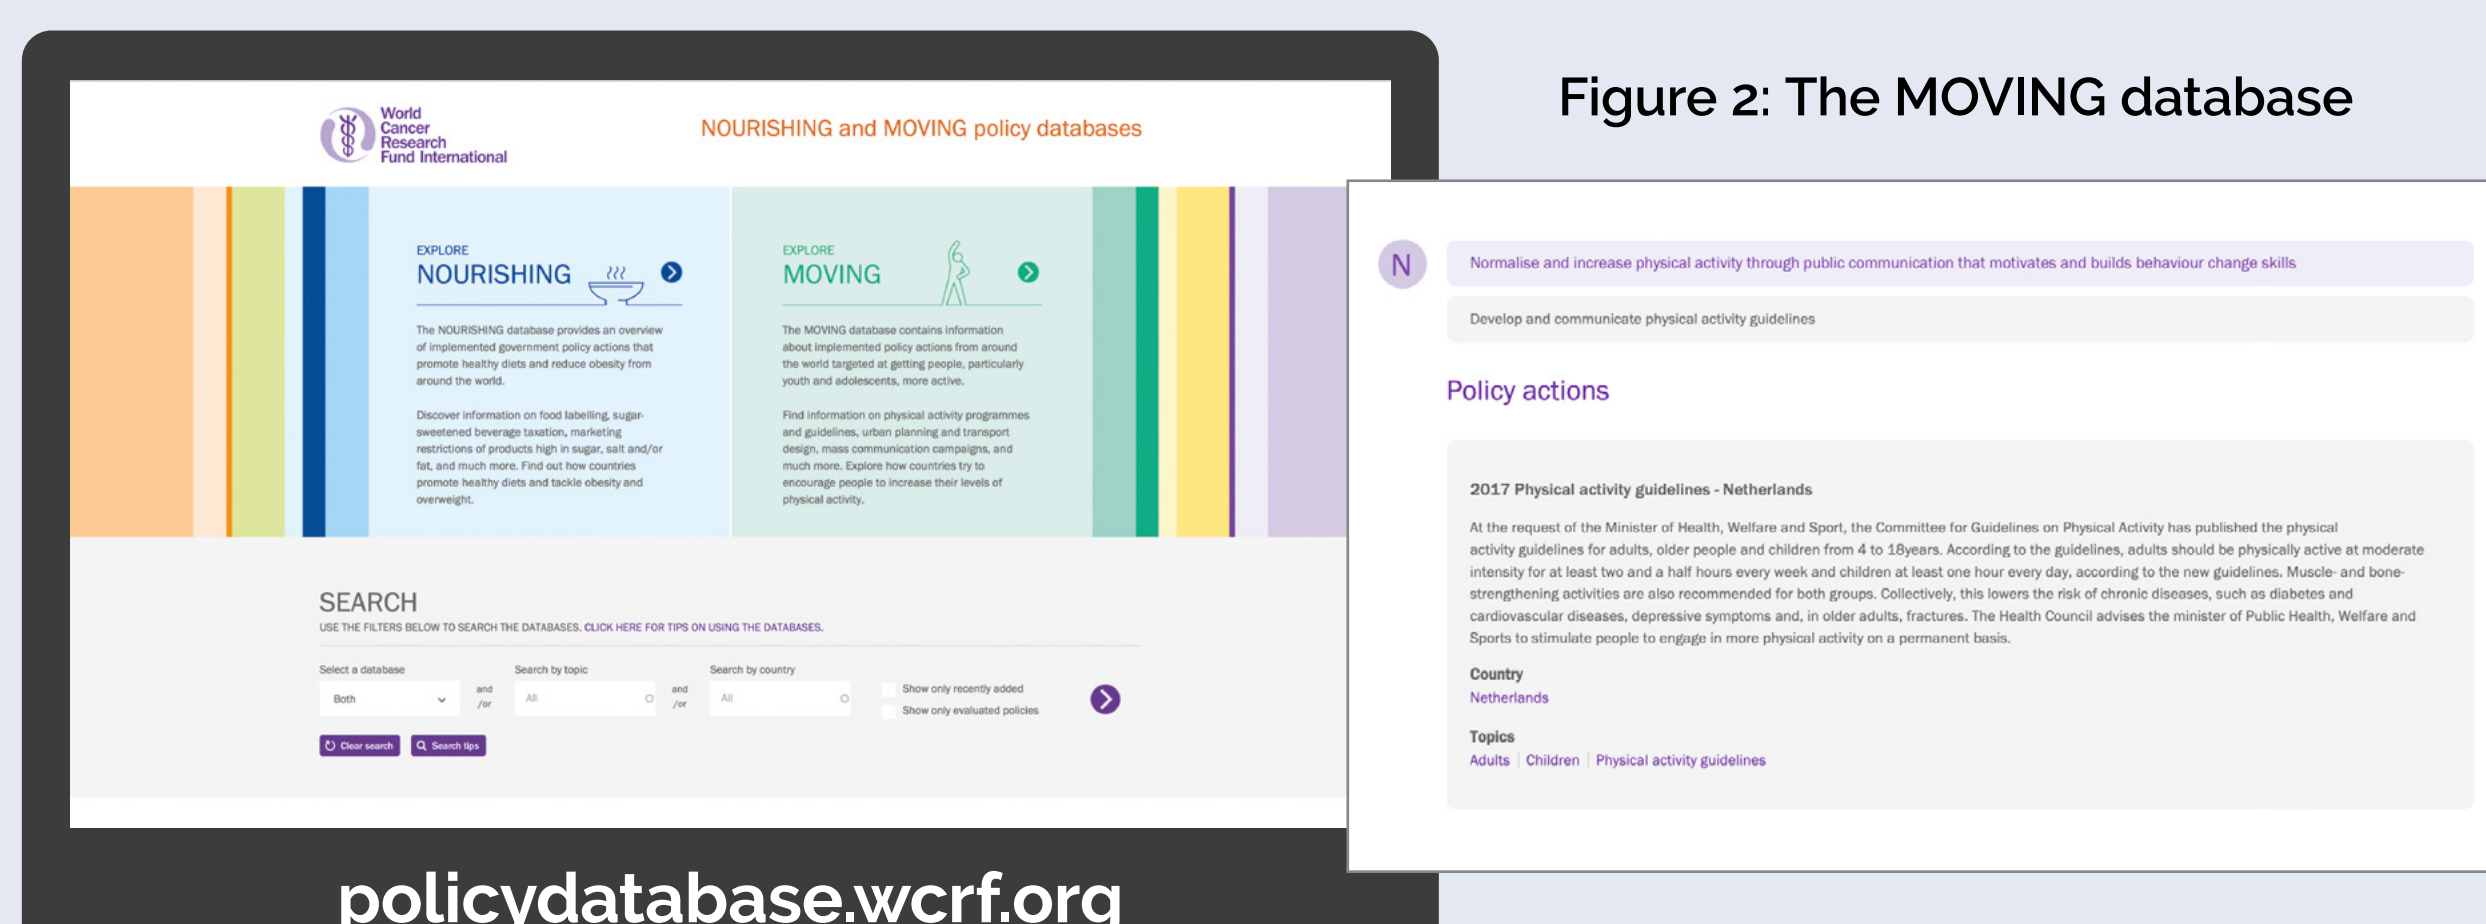 Figure 2: The MOVING database
World
Cancer
Research
Fund International
NOURISHING and MOVING policy databases
EXPLORE
NOURISHING
The NOURISHING database provides an overview
of implemented government policy actions that
promote healthy diets and reduce obesity from
around the world.
Discover information on food labelling, sugar-
sweetened beverage taxation, marketing
restrictions of products high in sugar, salt and/or
fat, and much more. Find out how countries
promote healthy diets and tackle obesity and
overweight.
EXPLORE
MOVING
The MOVING database contains information
about implemented policy actions from around
the world targeted at getting people, particularly
youth and adolescents, more active.
Find information on physical activity programmes
and guidelines, urban planning and transport
design, mass communication campaigns, and
much more. Explore how countries try to
encourage people to increase their levels of
physical activity.
SEARCH
USE THE FILTERS BELOW TO SEARCH THE DATABASES. CLICK HERE FOR TIPS ON USING THE DATABASES.
Select a database
Both
and
/or
Search by topic
All
and
/or
Search by country
All
Show only recently added
Show only evaluated policies
Clear search
Search tips
policydatabase.wcrf.org
N
Normalise and increase physical activity through public communication that motivates and builds behaviour change skills
Develop and communicate physical activity guidelines
Policy actions
2017 Physical activity guidelines - Netherlands
At the request of the Minister of Health, Welfare and Sport, the Committee for Guidelines on Physical Activity has published the physical
activity guidelines for adults, older people and children from 4 to 18years. According to the guidelines, adults should be physically active at moderate
intensity for at least two and a half hours every week and children at least one hour every day, according to the new guidelines. Muscle- and bone-
strengthening activities are also recommended for both groups. Collectively, this lowers the risk of chronic diseases, such as diabetes and
cardiovascular diseases, depressive symptoms and, in older adults, fractures. The Health Council advises the minister of Public Health, Welfare and
Sports to stimulate people to engage in more physical activity on a permanent basis.
Country
Netherlands
Topics
Adults | Children | Physical activity guidelines